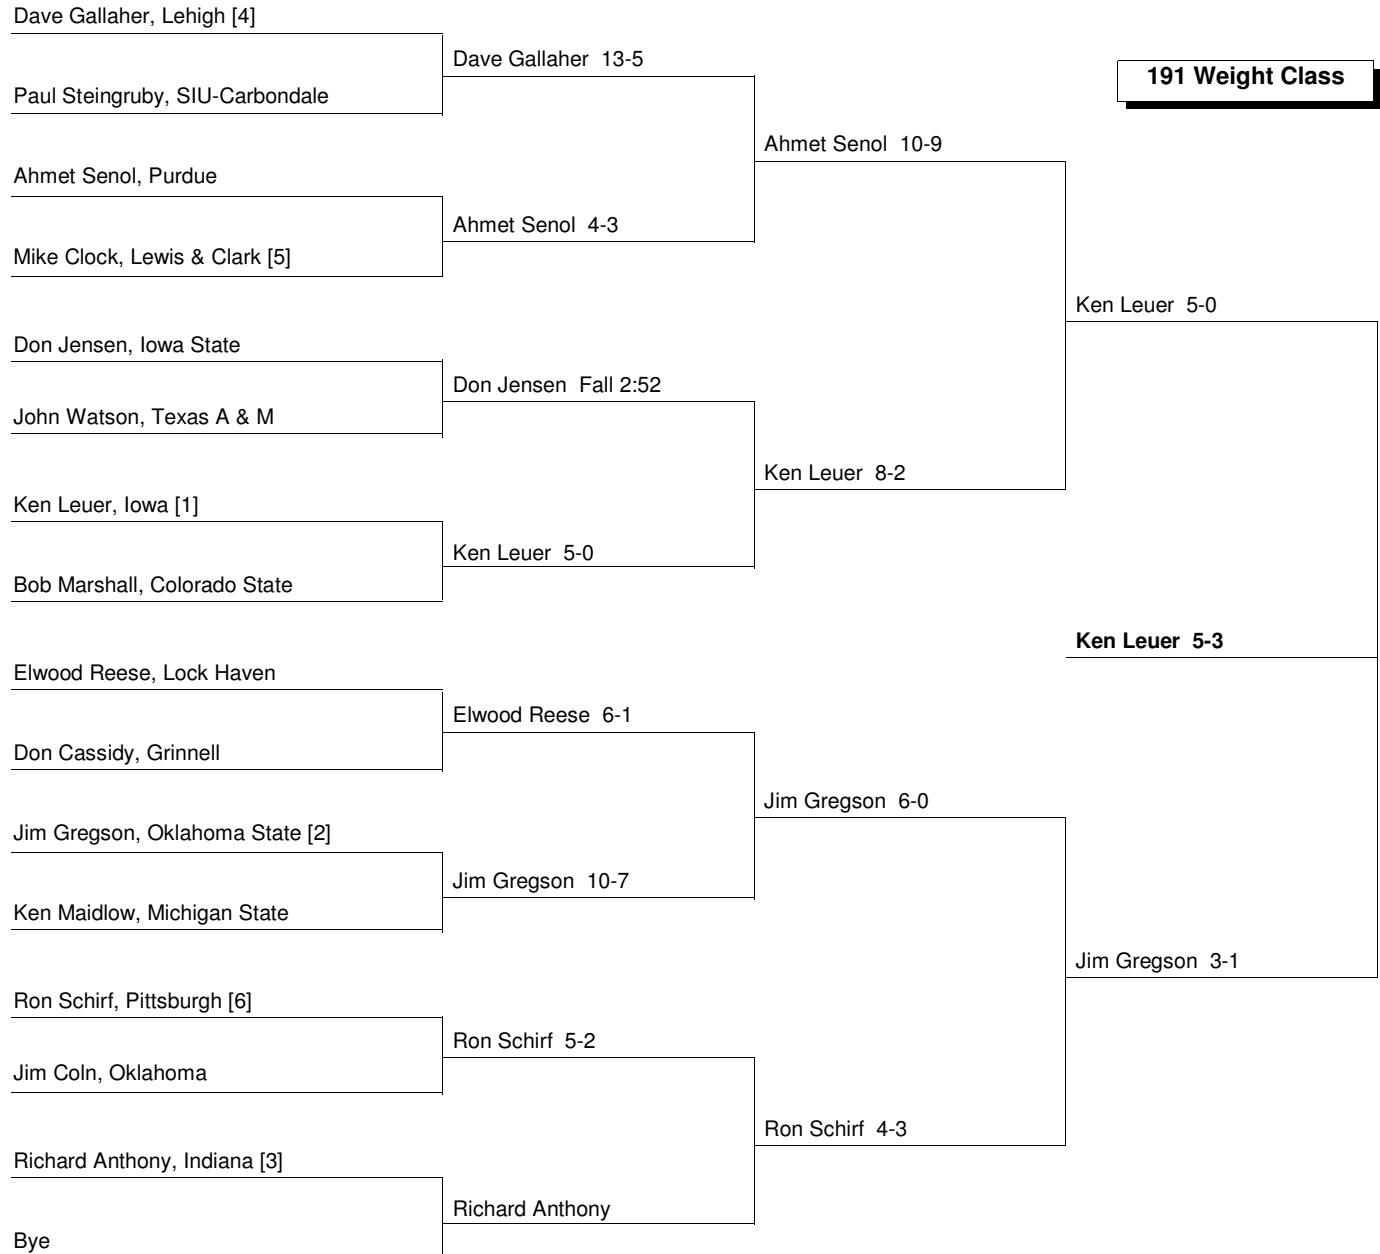 Dave Gallaher, Lehigh [4]
Dave Gallaher 13-5
191 Weight Class
Paul Steingruby, SIU-Carbondale
Ahmet Senol 10-9
Ahmet Senol, Purdue
Ahmet Senol 4-3
Mike Clock, Lewis & Clark [5]
Ken Leuer 5-0
Don Jensen, Iowa State
Don Jensen Fall 2:52
John Watson, Texas A & M
Ken Leuer 8-2
Ken Leuer, Iowa [1]
Ken Leuer 5-0
Bob Marshall, Colorado State
Ken Leuer 5-3
Elwood Reese, Lock Haven
Elwood Reese 6-1
Don Cassidy, Grinnell
Jim Gregson 6-0
Jim Gregson, Oklahoma State [2]
Jim Gregson 10-7
Ken Maidlow, Michigan State
Jim Gregson 3-1
Ron Schirf, Pittsburgh [6]
Ron Schirf 5-2
Jim Coln, Oklahoma
Ron Schirf 4-3
Richard Anthony, Indiana [3]
Richard Anthony
Bye